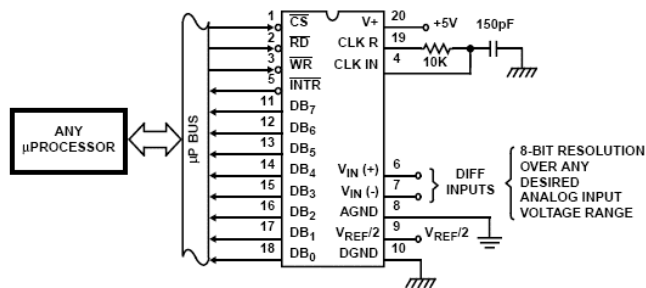 1 CS V+ 20 +5V 150pF
2 RD CLK R 19 10K
3 WR CLK IN 4
5 INTR
11 DB7
12 DB6
13 DB5
14 DB4 VIN (+) 6
15 DB3 VIN (-) 7
16 DB2 AGND 8
17 DB1 VREF/2 9 VREF/2
18 DB0 DGND 10
ANY
µPROCESSOR
µP BUS
DIFF
INPUTS
8-BIT RESOLUTION
OVER ANY
DESIRED
ANALOG INPUT
VOLTAGE RANGE